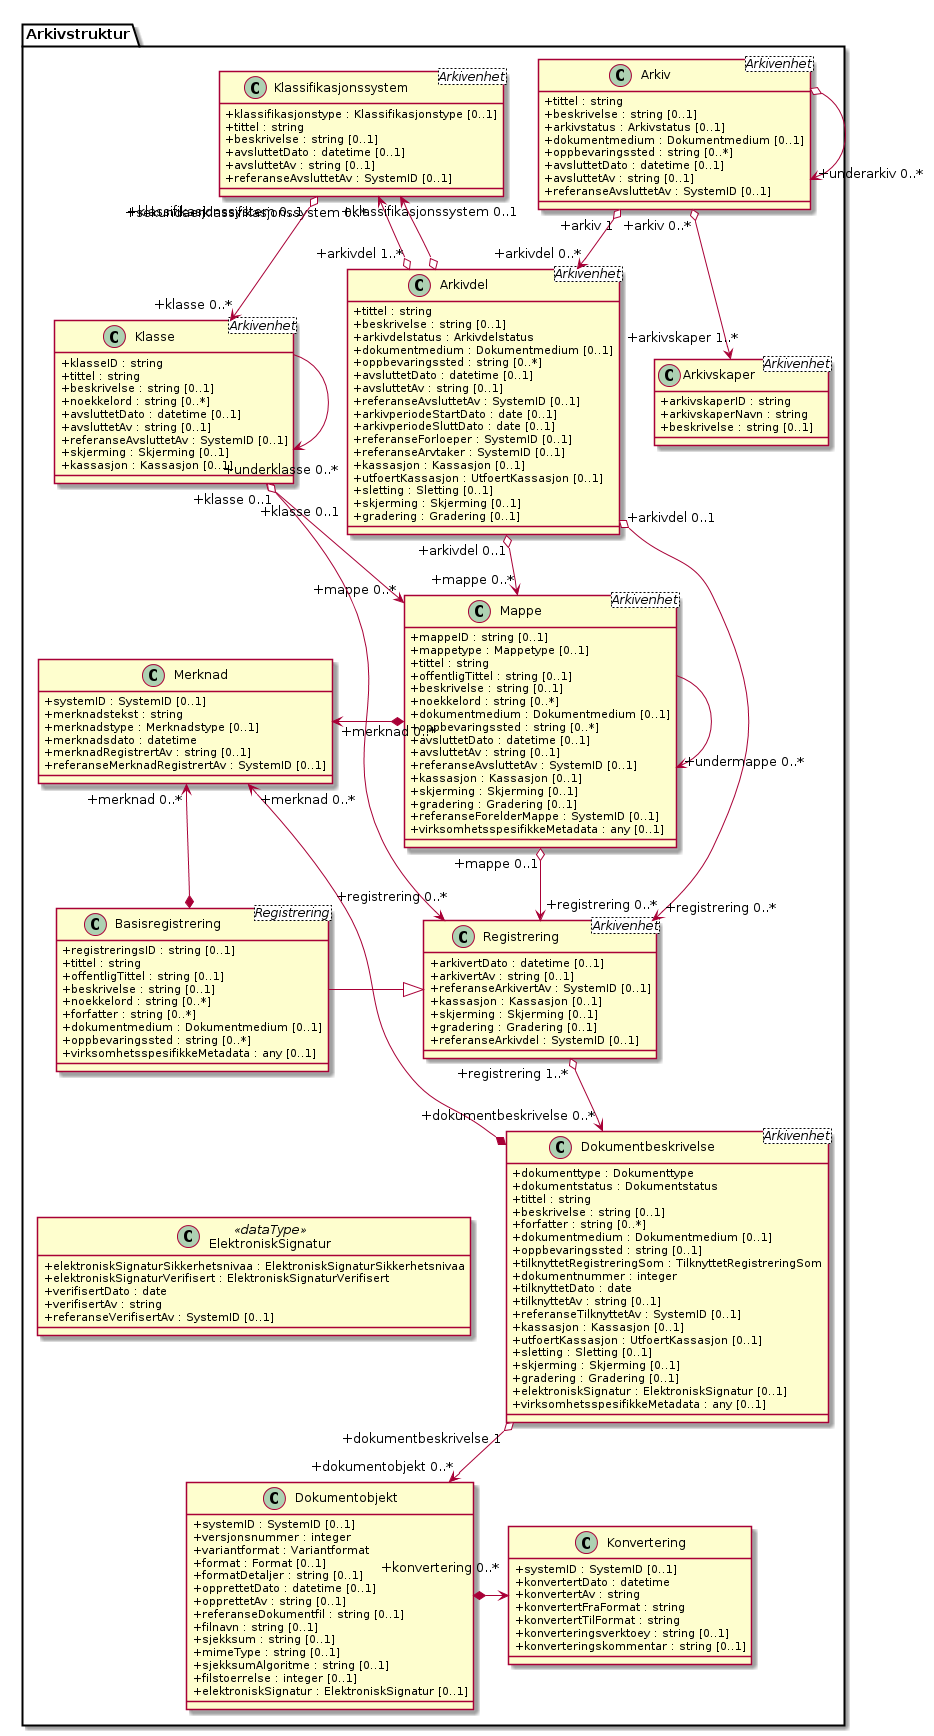 Arkivstruktur
Arkivenhet
C Klassifikasjonssystem
+klassifikasjonstype : Klassifikasjonstype [0..1]
+tittel : string
+beskrivelse : string [0..1]
+avsluttetDato : datetime [0..1]
+avsluttetAv : string [0..1]
+referanseAvsluttetAv : SystemID [0..1]
Arkivenhet
C Arkiv
+tittel : string
+beskrivelse : string [0..1]
+arkivstatus : Arkivstatus [0..1]
+dokumentmedium : Dokumentmedium [0..1]
+oppbevaringssted : string [0..*]
+avsluttetDato : datetime [0..1]
+avsluttetAv : string [0..1]
+referanseAvsluttetAv : SystemID [0..1]
+underarkiv 0..*
+klassifikasjonssystem 0..1
+sekundaerklassifikasjonssystem 0..*
+klassifikasjonssystem 0..1
+arkiv 1
+arkiv 0..*
+arkivdel 1..*
+arkivdel 0..*
+klasse 0..*
+arkivskaper 1..*
Arkivenhet
C Arkivdel
+tittel : string
+beskrivelse : string [0..1]
+arkivdelstatus : Arkivdelstatus
+dokumentmedium : Dokumentmedium [0..1]
+oppbevaringssted : string [0..*]
+avsluttetDato : datetime [0..1]
+avsluttetAv : string [0..1]
+referanseAvsluttetAv : SystemID [0..1]
+arkivperiodeStartDato : date [0..1]
+arkivperiodeSluttDato : date [0..1]
+referanseForloeper : SystemID [0..1]
+referanseArvtaker : SystemID [0..1]
+kassasjon : Kassasjon [0..1]
+utfoertKassasjon : UtfoertKassasjon [0..1]
+sletting : Sletting [0..1]
+skjerming : Skjerming [0..1]
+gradering : Gradering [0..1]
Arkivenhet
C Klasse
+klasseID : string
+tittel : string
+beskrivelse : string [0..1]
+noekkelord : string [0..*]
+avsluttetDato : datetime [0..1]
+avsluttetAv : string [0..1]
+referanseAvsluttetAv : SystemID [0..1]
+skjerming : Skjerming [0..1]
+kassasjon : Kassasjon [0..1]
+underklasse 0..*
Arkivenhet
C Arkivskaper
+arkivskaperID : string
+arkivskaperNavn : string
+beskrivelse : string [0..1]
+klasse 0..1
+klasse 0..1
+arkivdel 0..1
+arkivdel 0..1
+mappe 0..*
+mappe 0..*
Arkivenhet
C Mappe
+mappeID : string [0..1]
+mappetype : Mappetype [0..1]
+tittel : string
+offentligTittel : string [0..1]
+beskrivelse : string [0..1]
+noekkelord : string [0..*]
+dokumentmedium : Dokumentmedium [0..1]
+oppbevaringssted : string [0..*]
+avsluttetDato : datetime [0..1]
+avsluttetAv : string [0..1]
+referanseAvsluttetAv : SystemID [0..1]
+kassasjon : Kassasjon [0..1]
+skjerming : Skjerming [0..1]
+gradering : Gradering [0..1]
+referanseForelderMappe : SystemID [0..1]
+virksomhetsspesifikkeMetadata : any [0..1]
+undermappe 0..*
C Merknad
+systemID : SystemID [0..1]
+merknadstekst : string
+merknadstype : Merknadstype [0..1]
+merknadsdato : datetime
+merknadRegistrertAv : string [0..1]
+referanseMerknadRegistrertAv : SystemID [0..1]
+merknad 0..*
+merknad 0..*
+merknad 0..*
+mappe 0..1
+registrering 0..*
+registrering 0..*
+registrering 0..*
Registrering
C Basisregistrering
+registreringsID : string [0..1]
+tittel : string
+offentligTittel : string [0..1]
+beskrivelse : string [0..1]
+noekkelord : string [0..*]
+forfatter : string [0..*]
+dokumentmedium : Dokumentmedium [0..1]
+oppbevaringssted : string [0..*]
+virksomhetsspesifikkeMetadata : any [0..1]
Arkivenhet
C Registrering
+arkivertDato : datetime [0..1]
+arkivertAv : string [0..1]
+referanseArkivertAv : SystemID [0..1]
+kassasjon : Kassasjon [0..1]
+skjerming : Skjerming [0..1]
+gradering : Gradering [0..1]
+referanseArkivdel : SystemID [0..1]
+registrering 1..*
+dokumentbeskrivelse 0..*
Arkivenhet
C Dokumentbeskrivelse
+dokumenttype : Dokumenttype
+dokumentstatus : Dokumentstatus
+tittel : string
+beskrivelse : string [0..1]
+forfatter : string [0..*]
+dokumentmedium : Dokumentmedium [0..1]
+oppbevaringssted : string [0..1]
+tilknyttetRegistreringSom : TilknyttetRegistreringSom
+dokumentnummer : integer
+tilknyttetDato : date
+tilknyttetAv : string [0..1]
+referanseTilknyttetAv : SystemID [0..1]
+kassasjon : Kassasjon [0..1]
+utfoertKassasjon : UtfoertKassasjon [0..1]
+sletting : Sletting [0..1]
+skjerming : Skjerming [0..1]
+gradering : Gradering [0..1]
+elektroniskSignatur : ElektroniskSignatur [0..1]
+virksomhetsspesifikkeMetadata : any [0..1]
«dataType»
C ElektroniskSignatur
+elektroniskSignaturSikkerhetsnivaa : ElektroniskSignaturSikkerhetsnivaa
+elektroniskSignaturVerifisert : ElektroniskSignaturVerifisert
+verifisertDato : date
+verifisertAv : string
+referanseVerifisertAv : SystemID [0..1]
+dokumentbeskrivelse 1
+dokumentobjekt 0..*
C Dokumentobjekt
+systemID : SystemID [0..1]
+versjonsnummer : integer
+variantformat : Variantformat
+format : Format [0..1]
+formatDetaljer : string [0..1]
+opprettetDato : datetime [0..1]
+opprettetAv : string [0..1]
+referanseDokumentfil : string [0..1]
+filnavn : string [0..1]
+sjekksum : string [0..1]
+mimeType : string [0..1]
+sjekksumAlgoritme : string [0..1]
+filstoerrelse : integer [0..1]
+elektroniskSignatur : ElektroniskSignatur [0..1]
+konvertering 0..*
C Konvertering
+systemID : SystemID [0..1]
+konvertertDato : datetime
+konvertertAv : string
+konvertertFraFormat : string
+konvertertTilFormat : string
+konverteringsverktoey : string [0..1]
+konverteringskommentar : string [0..1]